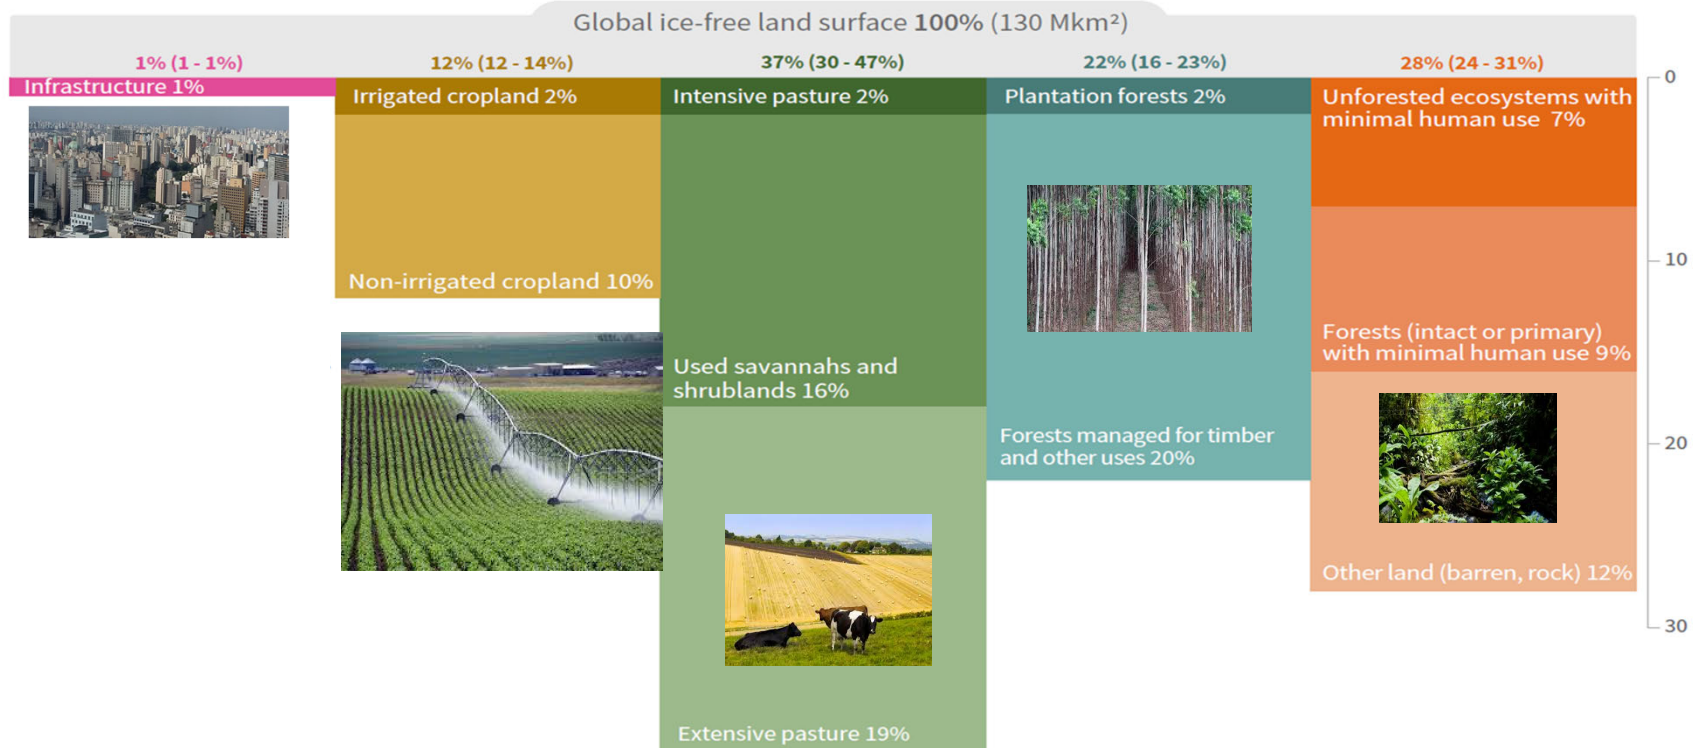 Global ice-free land surface 100% (130 Mkm²)
1% (1 - 1%)
12% (12 - 14%)
37% (30 - 47%)
22% (16 - 23%)
28% (24 - 31%)
Infrastructure 1%
Irrigated cropland 2%
Non-irrigated cropland 10%
Intensive pasture 2%
Used savannahs and
shrublands 16%
Extensive pasture 19%
Plantation forests 2%
Forests managed for timber
and other uses 20%
Unforested ecosystems with
minimal human use 7%
Forests (intact or primary)
with minimal human use 9%
Other land (barren, rock) 12%
0
10
20
30